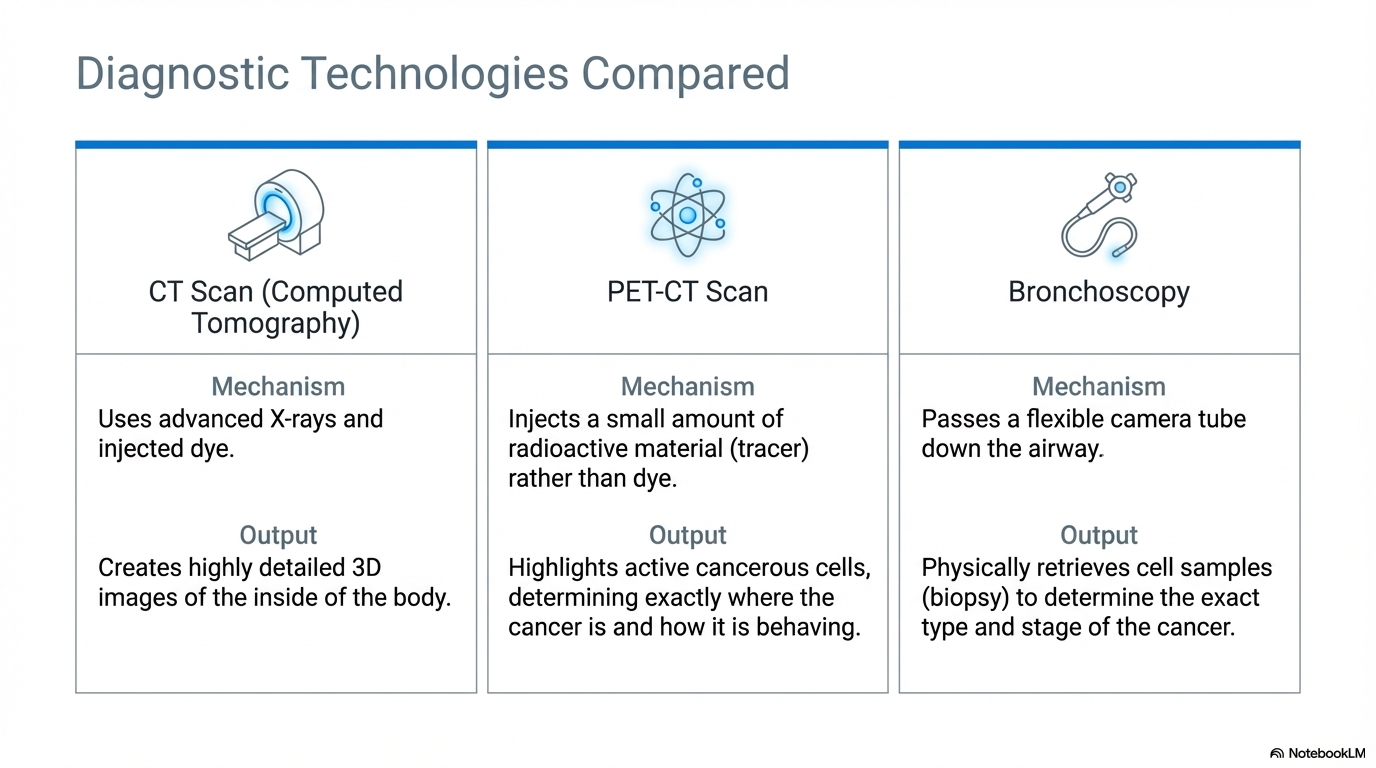 Diagnostic Technologies Compared
CT Scan (Computed
Tomography)
Mechanism
Uses advanced X-rays and
injected dye.
Output
Creates highly detailed 3D
images of the inside of the body.
PET-CT Scan
Mechanism
Injects a small amount of
radioactive material (tracer)
rather than dye.
Output
Highlights active cancerous cells,
determining exactly where the
cancer is and how it is behaving.
Bronchoscopy
Mechanism
Passes a flexible camera tube
down the airway.
Output
Physically retrieves cell samples
(biopsy) to determine the exact
type and stage of the cancer.
NotebookLM